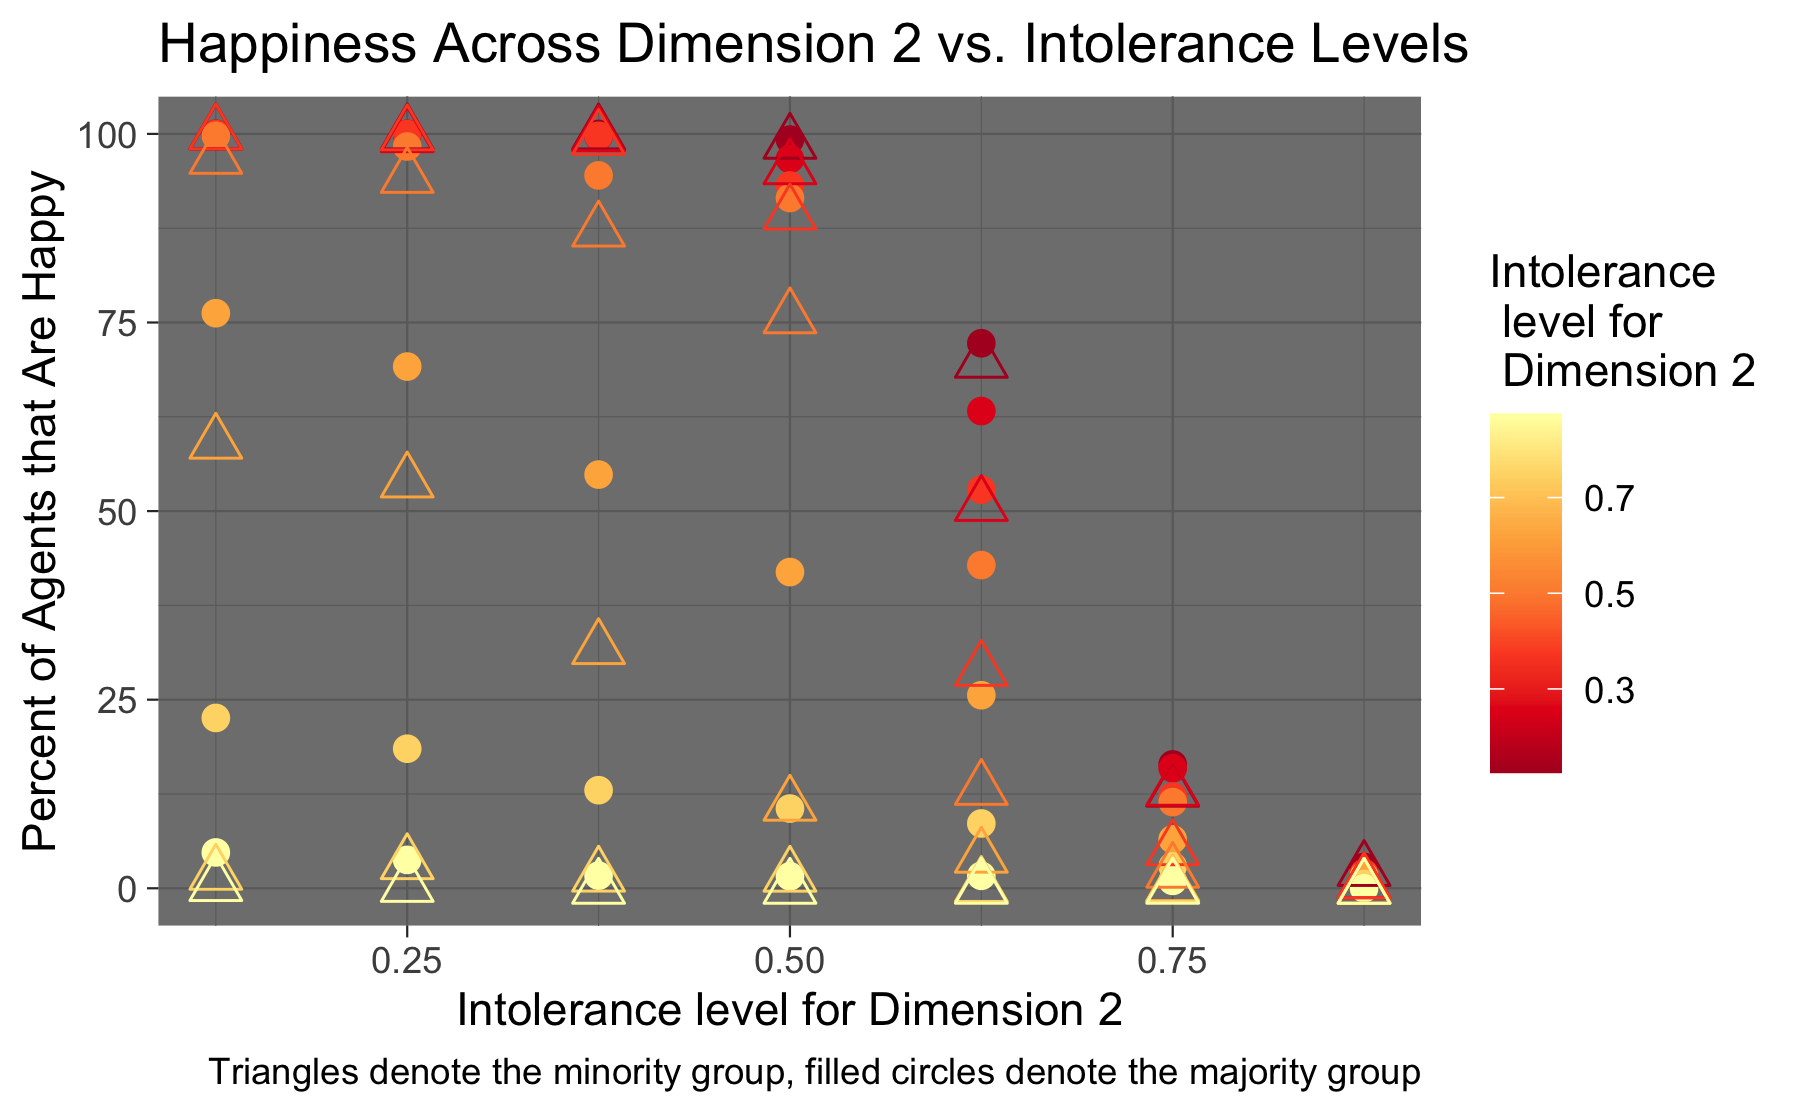 Happiness Across Dimension 2 vs. Intolerance Levels
Percent of Agents that Are Happy
100
75
50
25
0
0.25
0.50
0.75
Intolerance level for Dimension 2
Triangles denote the minority group, filled circles denote the majority group
Intolerance
level for
Dimension 2
0.7
0.5
0.3